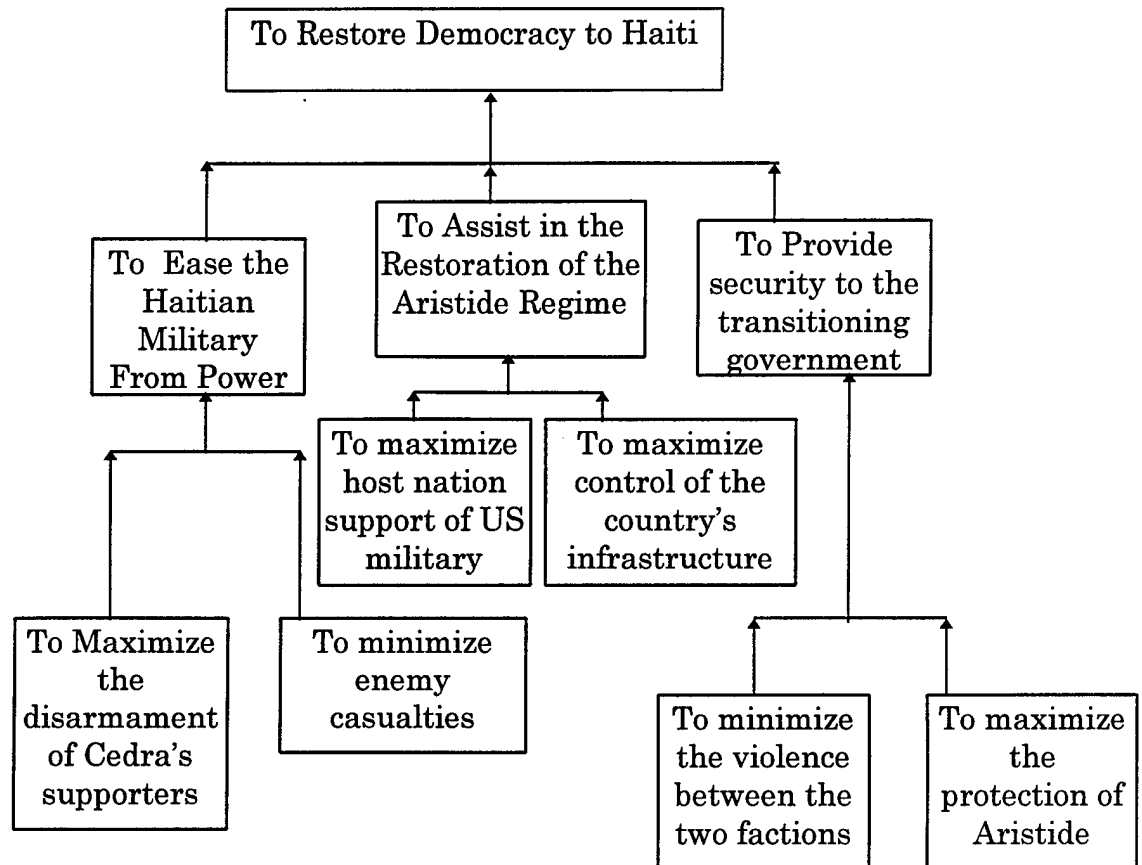 To Restore Democracy to Haiti
To Ease the
Haitian
Military
From Power
To Assist in the
Restoration of the
Aristide Regime
To Provide
security to the
transitioning
government
To maximize
host nation
support of US
military
To maximize
control of the
country's
infrastructure
To Maximize
the
disarmament
of Cedra's
supporters
To minimize
enemy
casualties
To minimize
the violence
between the
two factions
To maximize
the
protection of
Aristide